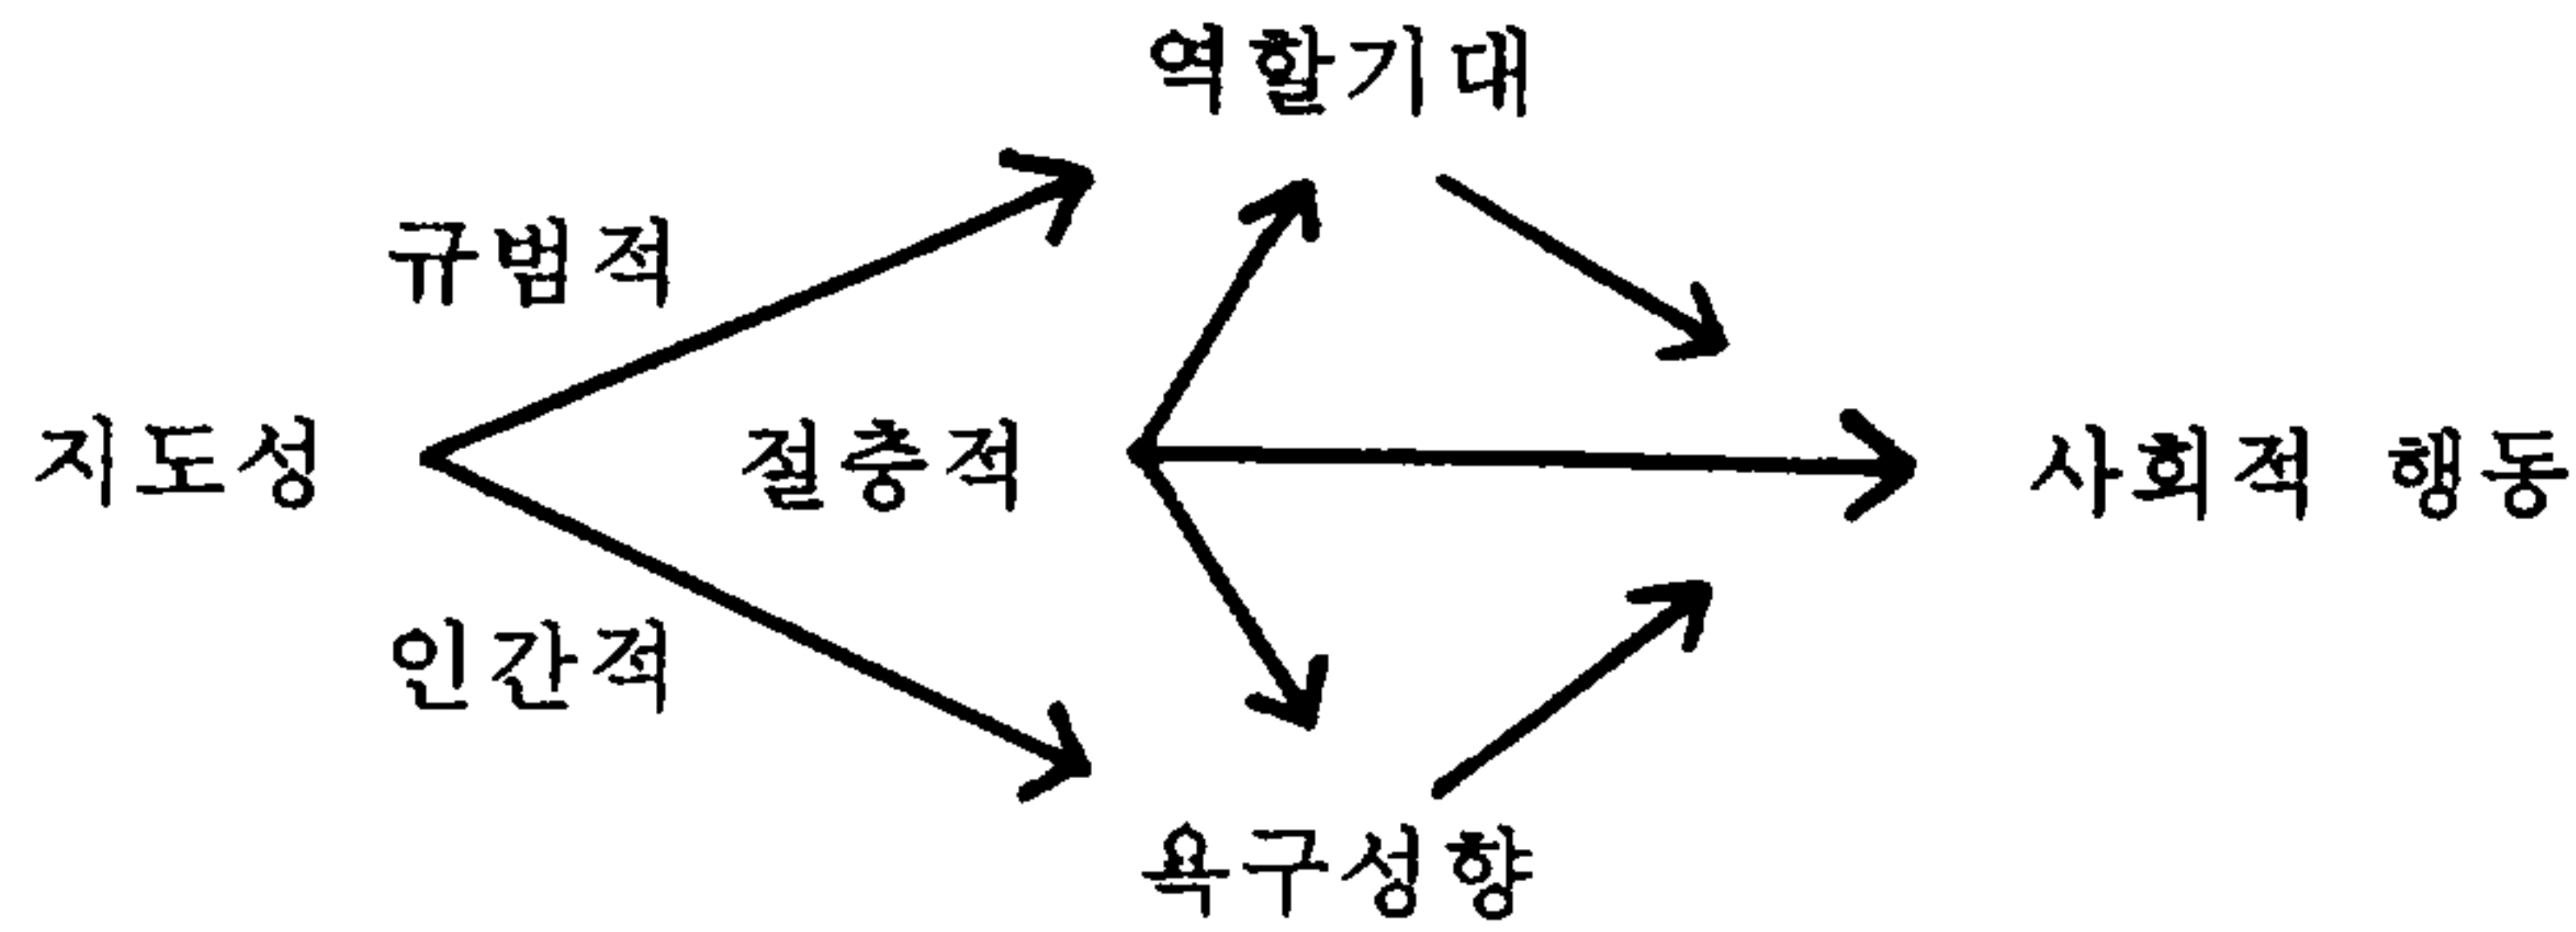 역할기대
규범적
지도성 절충적 사회적 행동
인간적
욕구성향